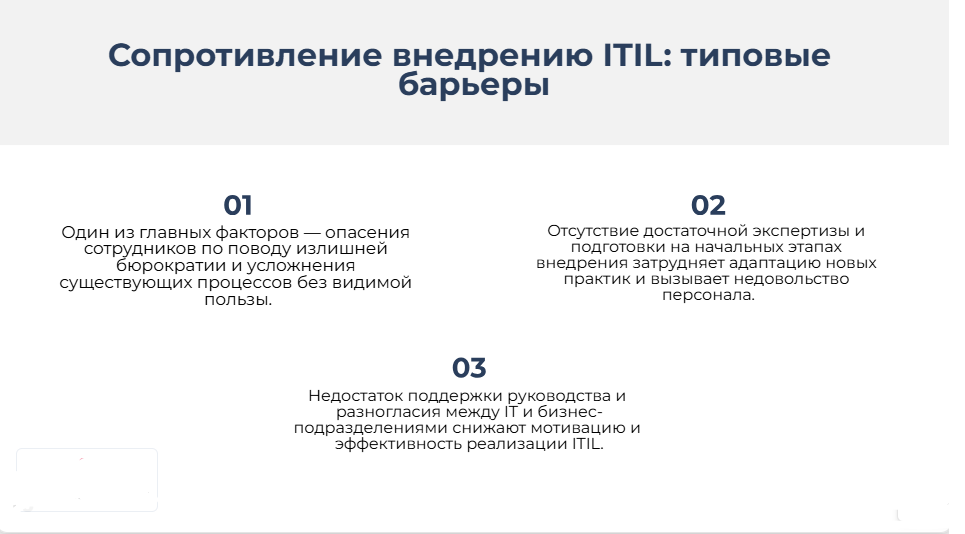 Сопротивление внедрению ITIL: типовые
барьеры
01
Один из главных факторов — опасения
сотрудников по поводу излишней
бюрократии и усложнения
существующих процессов без видимой
пользы.
02
Отсутствие достаточной экспертизы и
подготовки на начальных этапах
внедрения затрудняет адаптацию новых
практик и вызывает недовольство
персонала.
03
Недостаток поддержки руководства и
разногласия между IT и бизнес-
подразделениями снижают мотивацию и
эффективность реализации ITIL.